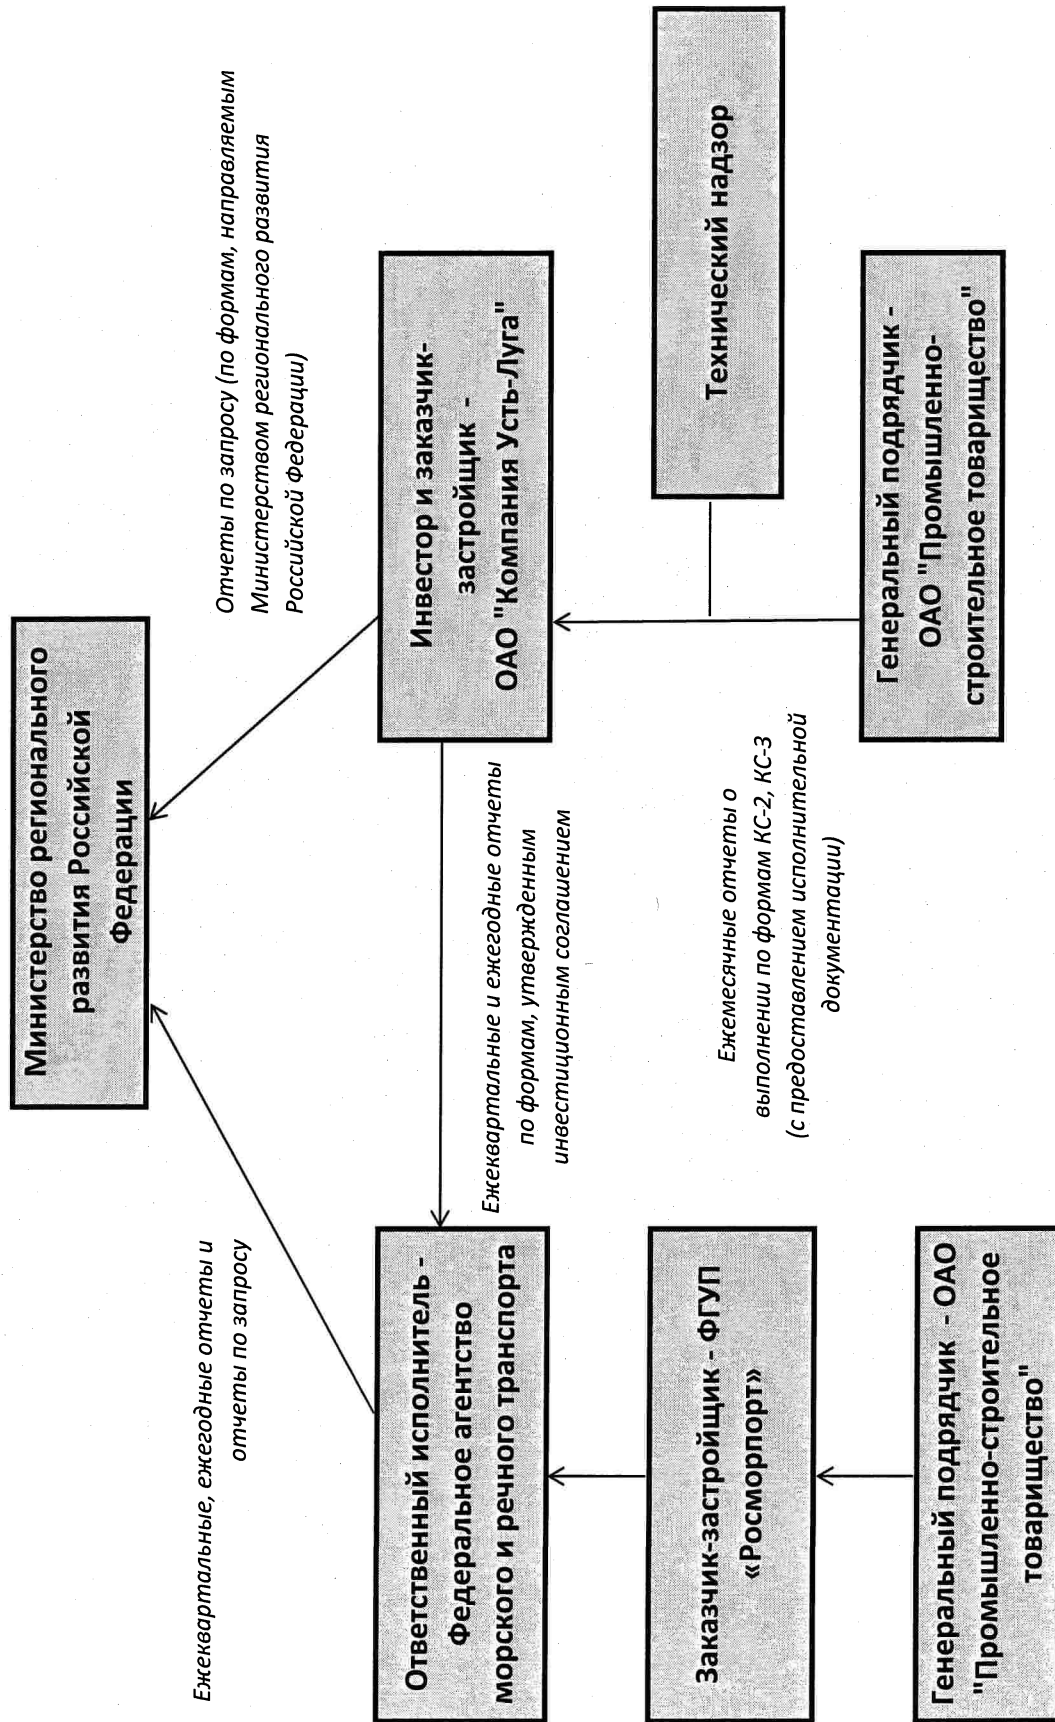 Министерство регионального
развития Российской
Федерации
Ежеквартальные, ежегодные отчеты и
отчеты по запросу
Отчеты по запросу (по формам, направляемым
Министерством регионального развития
Российской Федерации)
Ответственный исполнитель -
Федеральное агентство
морского и речного транспорта
Ежеквартальные и ежегодные отчеты
по формам, утвержденным
инвестиционным соглашением
Инвестор и заказчик-
застройщик -
ОАО "Компания Усть-Луга"
Заказчик-застройщик - ФГУП
«Росморпорт»
Ежемесячные отчеты о
выполнении по формам КС-2, КС-3
(с предоставлением исполнительной
документации)
Технический надзор
Генеральный подрядчик - ОАО
"Промышленно-строительное
товарищество"
Генеральный подрядчик -
ОАО "Промышленно-
строительное товарищество"